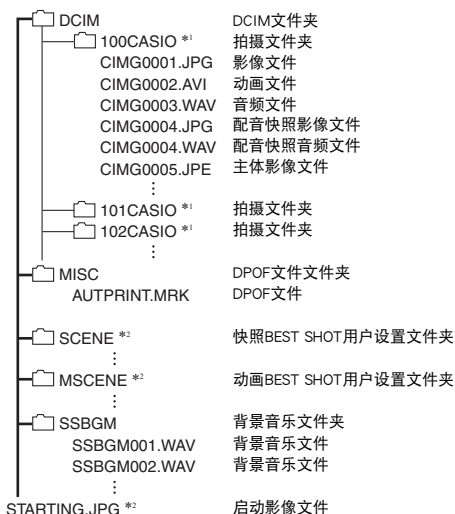 DCIM DCIM文件夹
100CASIO *1 拍摄文件夹
CIMG0001.JPG 影像文件
CIMG0002.AVI 动画文件
CIMG0003.WAV 音频文件
CIMG0004.JPG 配音快照影像文件
CIMG0004.WAV 配音快照音频文件
CIMG0005.JPE 主体影像文件
101CASIO *1 拍摄文件夹
102CASIO *1 拍摄文件夹
MISC DPOF文件文件夹
AUTPRINT.MRK DPOF文件
SCENE *2 快照BEST SHOT用户设置文件夹
MSCENE *2 动画BEST SHOT用户设置文件夹
SSBGM 背景音乐文件夹
SSBGM001.WAV 背景音乐文件
SSBGM002.WAV 背景音乐文件
STARTING.JPG *2 启动影像文件